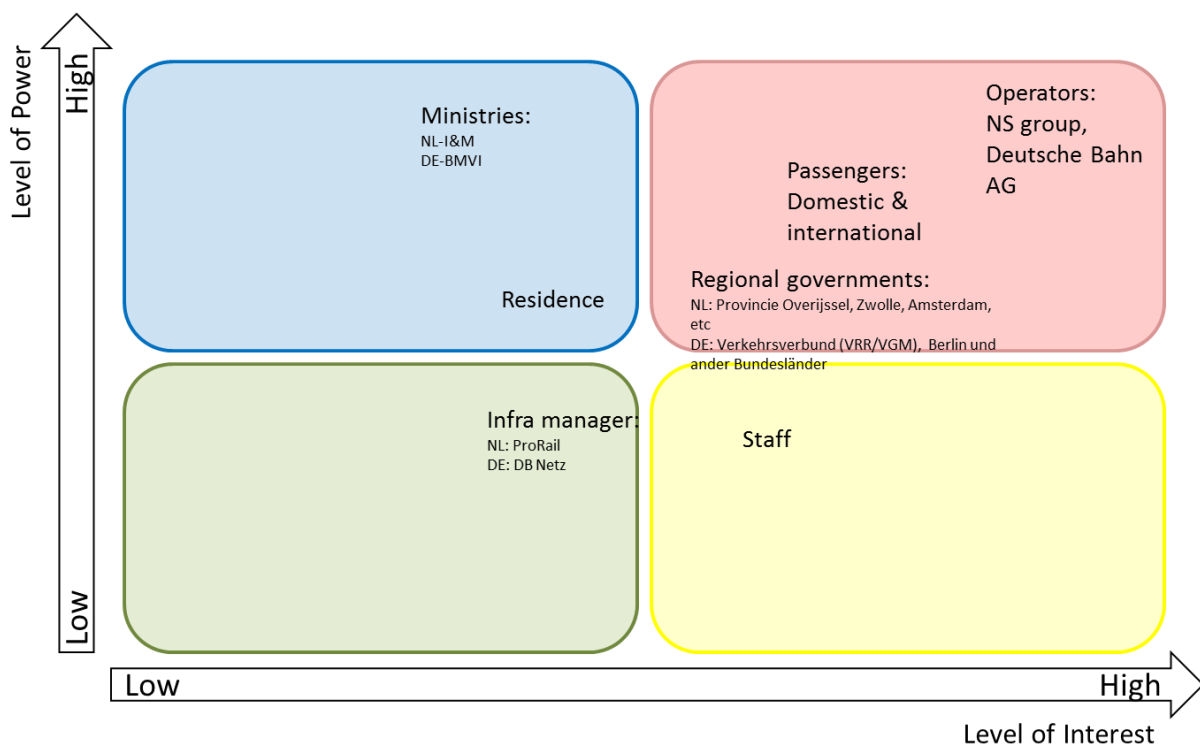 Level of Power
High
Low
Ministries:
NL-I&M
DE-BMVI
Residence
Operators:
NS group,
Deutsche Bahn
AG
Passengers:
Domestic &
international
Regional governments:
NL: Provincie Overijssel, Zwolle, Amsterdam,
etc
DE: Verkehrsverbund (VRR/VGM), Berlin und
ander Bundesländer
Infra manager:
NL: ProRail
DE: DB Netz
Staff
Low
High
Level of Interest